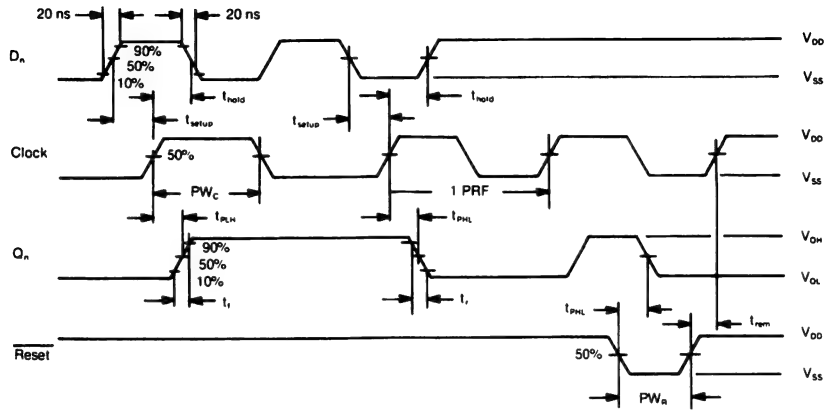 20 ns
20 ns
Dn
90%
50%
10%
VDD
VSS
thold
thold
tsetup
tsetup
Clock
50%
VDD
VSS
PWC
1 PRF
tPLH
tPHL
Qn
90%
50%
10%
VOH
VOL
tr
tr
tPHL
trem
Reset
50%
VDD
VSS
PWR